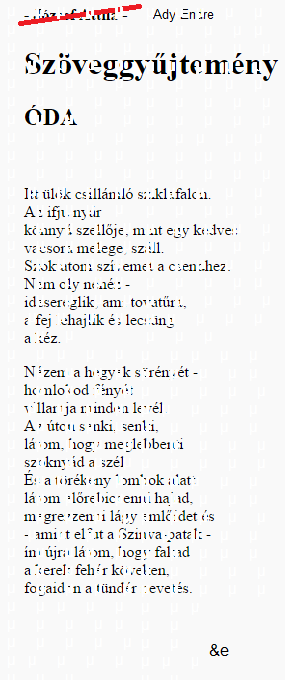 - József Attila - Ady Endre
Szöveggyűjtemény
ÓDA
Itt ülök csillámló sziklafalon.
Az ifju nyár
könnyű szellője, mint egy kedves
vacsora melege, száll.
Szoktatom szívemet a csendhez.
Nem oly nehéz -
idesereglik, ami tovatűnt,
a fej lehajlik és lecsüng
a kéz.
Nézem a hegyek sörényét -
homlokod fényét
villantja minden levél.
Az úton senki, senki,
látom, hogy meglebbenti
szoknyád a szél.
És a törékeny lombok alatt
látom előrebiccenni hajad,
megrezzenni lágy emlőidet és
- amint elfut a Szinva-patak -
ím újra látom, hogy fakad
a kerek fehér köveken,
fogaidon a tündér nevetés.
&e